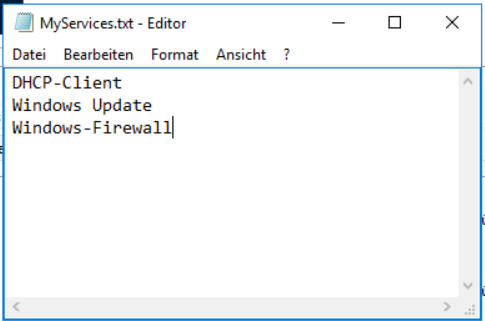 MyServices.txt - Editor
Datei Bearbeiten Format Ansicht ?
DHCP-Client
Windows Update
Windows-Firewall